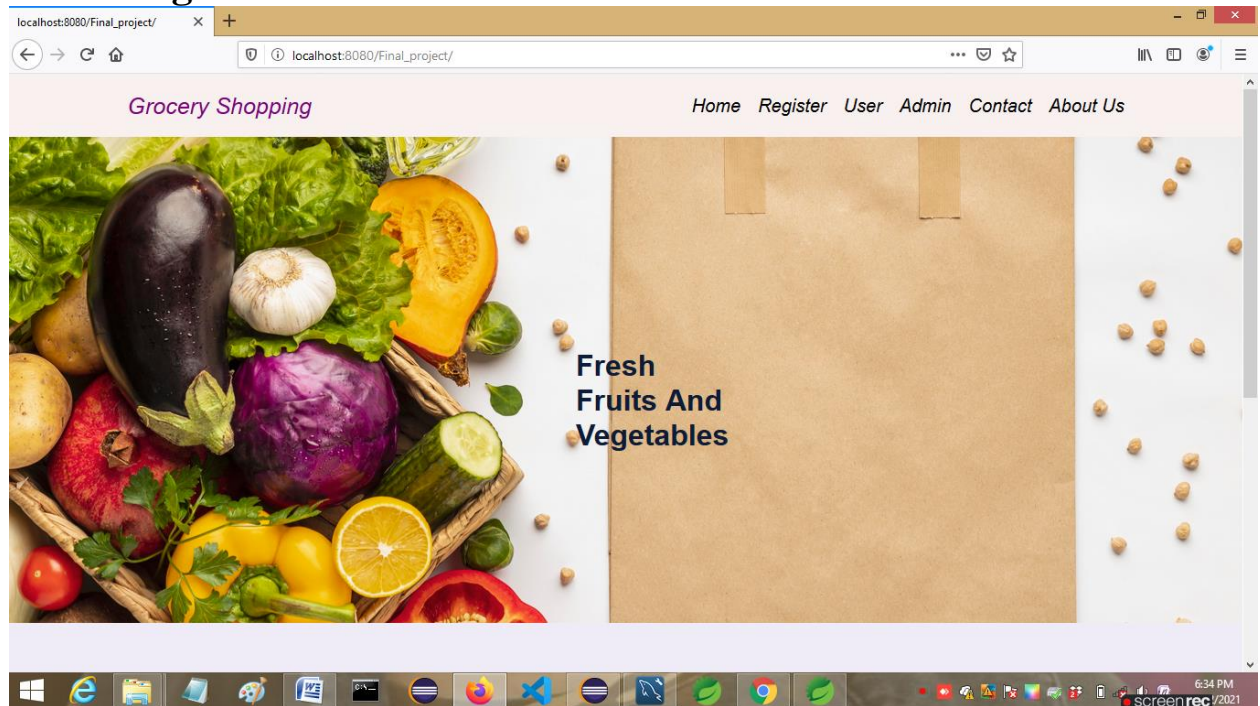 localhost:8080/Final_project/
localhost:8080/Final_project/
Grocery Shopping
Home Register User Admin Contact About Us
Fresh
Fruits And
Vegetables
6:34 PM
screenrec
/2021